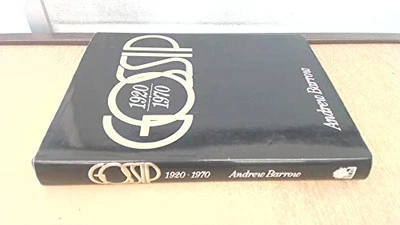 GOSSIP
1920
1970
Andrew Barrow
GOSSIP 1920-1970 Andrew Barrow